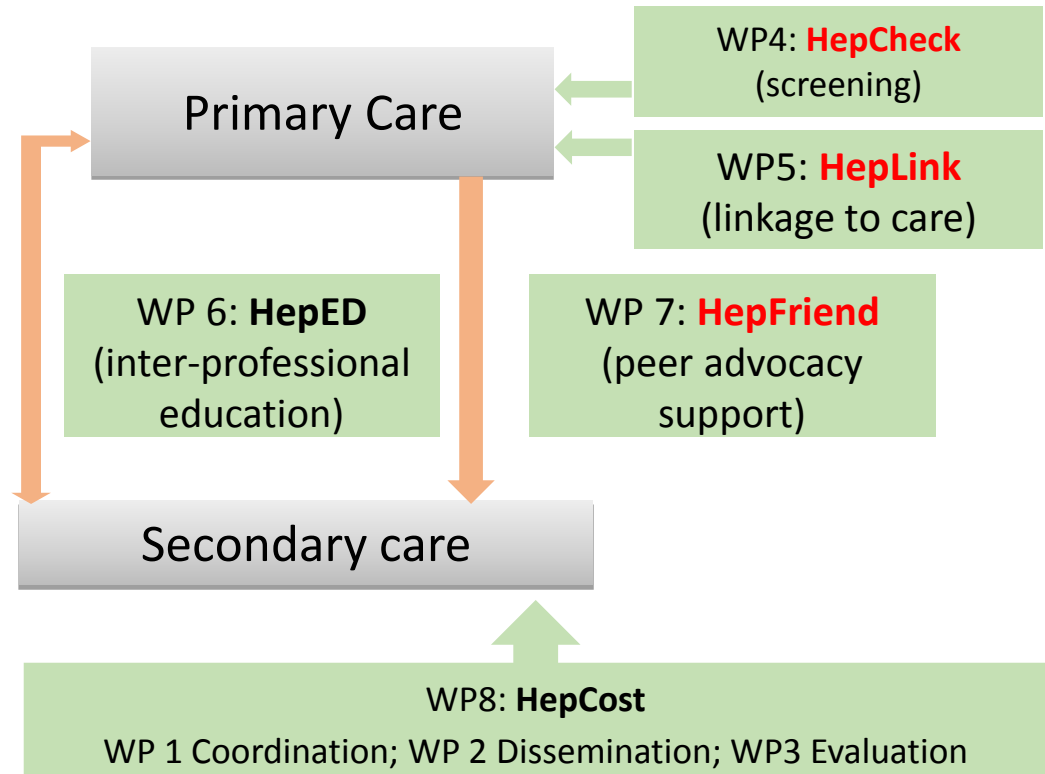 WP4: HepCheck
(screening)
Primary Care
WP5: HepLink
(linkage to care)
WP 6: HepED
(inter-professional
education)
WP 7: HepFriend
(peer advocacy
support)
Secondary care
WP8: HepCost
WP 1 Coordination; WP 2 Dissemination; WP3 Evaluation